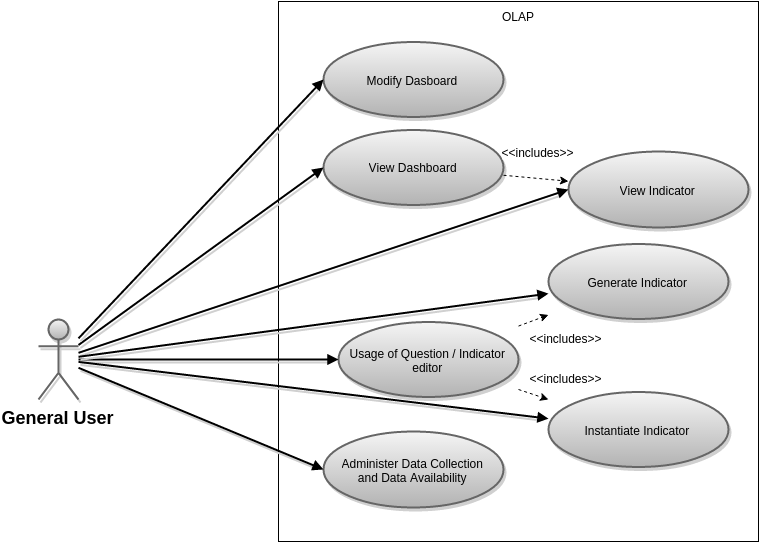 OLAP
Modify Dasboard
View Dashboard
<<includes>>
View Indicator
Generate Indicator
<<includes>>
Usage of Question / Indicator
editor
<<includes>>
General User
Instantiate Indicator
Administer Data Collection
and Data Availability